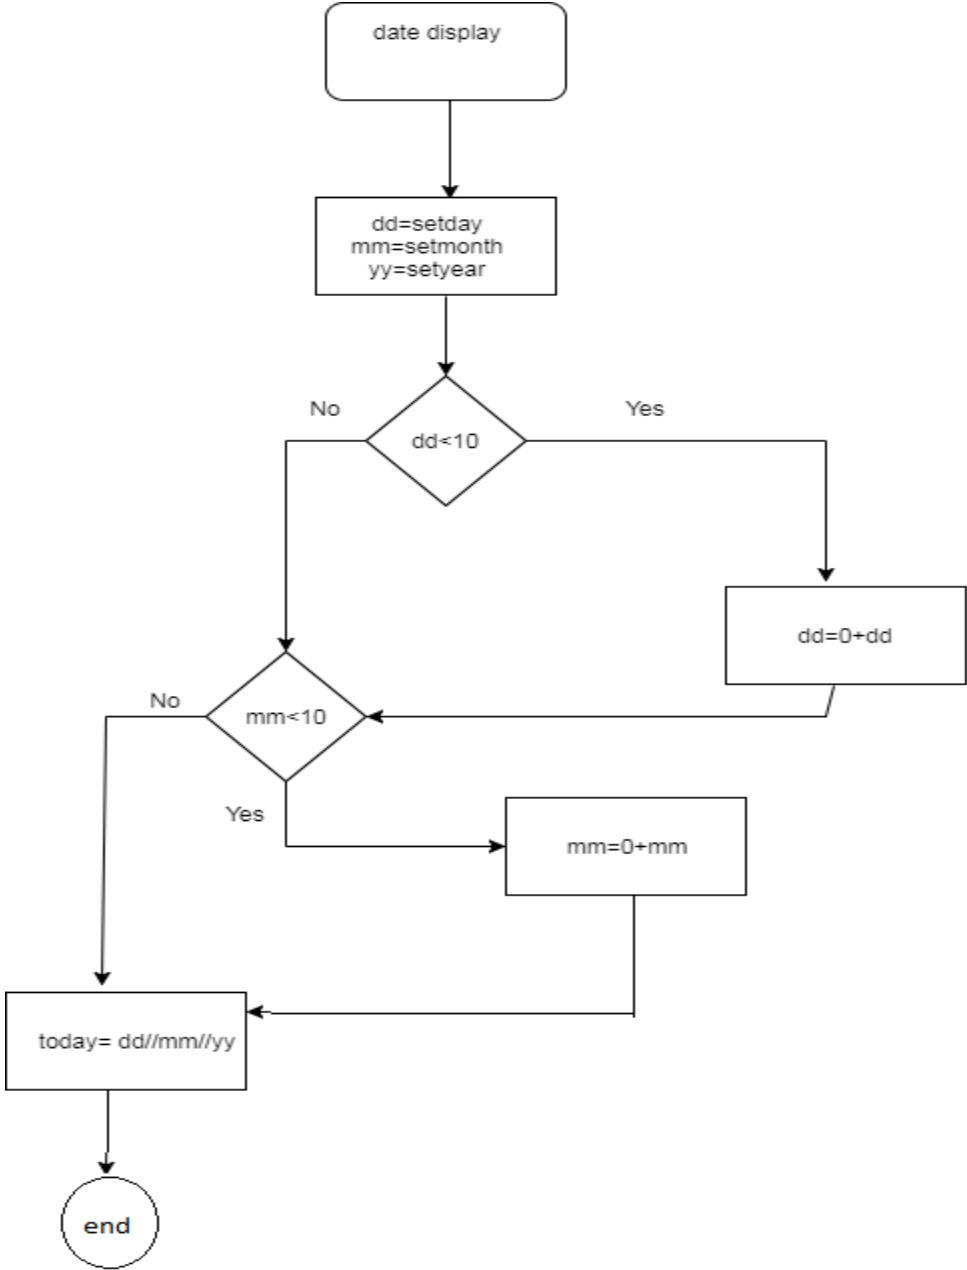 date display
dd=setday
mm=setmonth
yy=setyear
No
Yes
dd<10
dd=0+dd
No
mm<10
Yes
mm=0+mm
today= dd//mm//yy
end